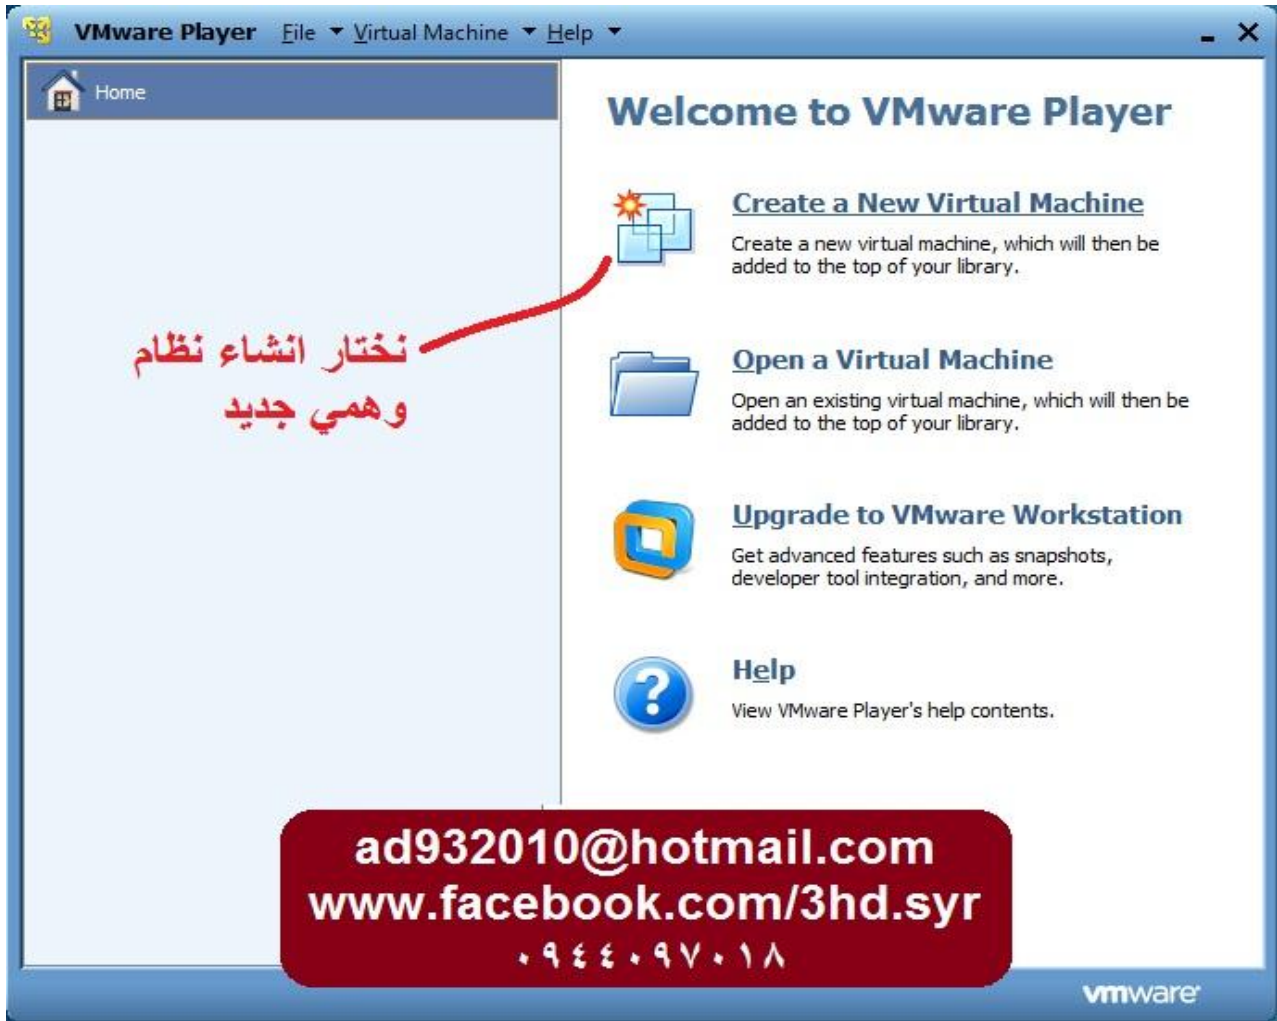 VMware Player File Virtual Machine Help
Home
Welcome to VMware Player
Create a New Virtual Machine
Create a new virtual machine, which will then be
added to the top of your library.
نختار انشاء نظام
وهمي جديد
Open a Virtual Machine
Open an existing virtual machine, which will then be
added to the top of your library.
Upgrade to VMware Workstation
Get advanced features such as snapshots,
developer tool integration, and more.
Help
View VMware Player's help contents.
ad932010@hotmail.com
www.facebook.com/3hd.syr
٠٩٤٤٠٩٧٠١٨
vmware